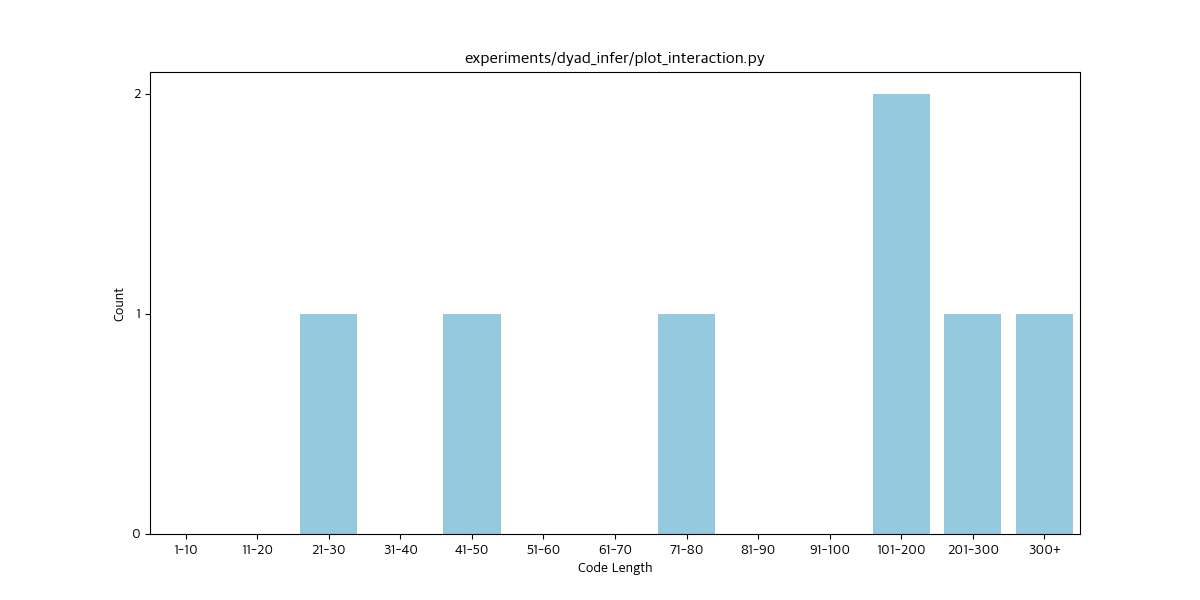 experiments/dyad_infer/plot_interaction.py
2
1
0
Count
1-10 11-20 21-30 31-40 41-50 51-60 61-70 71-80 81-90 91-100 101-200 201-300 300+
Code Length